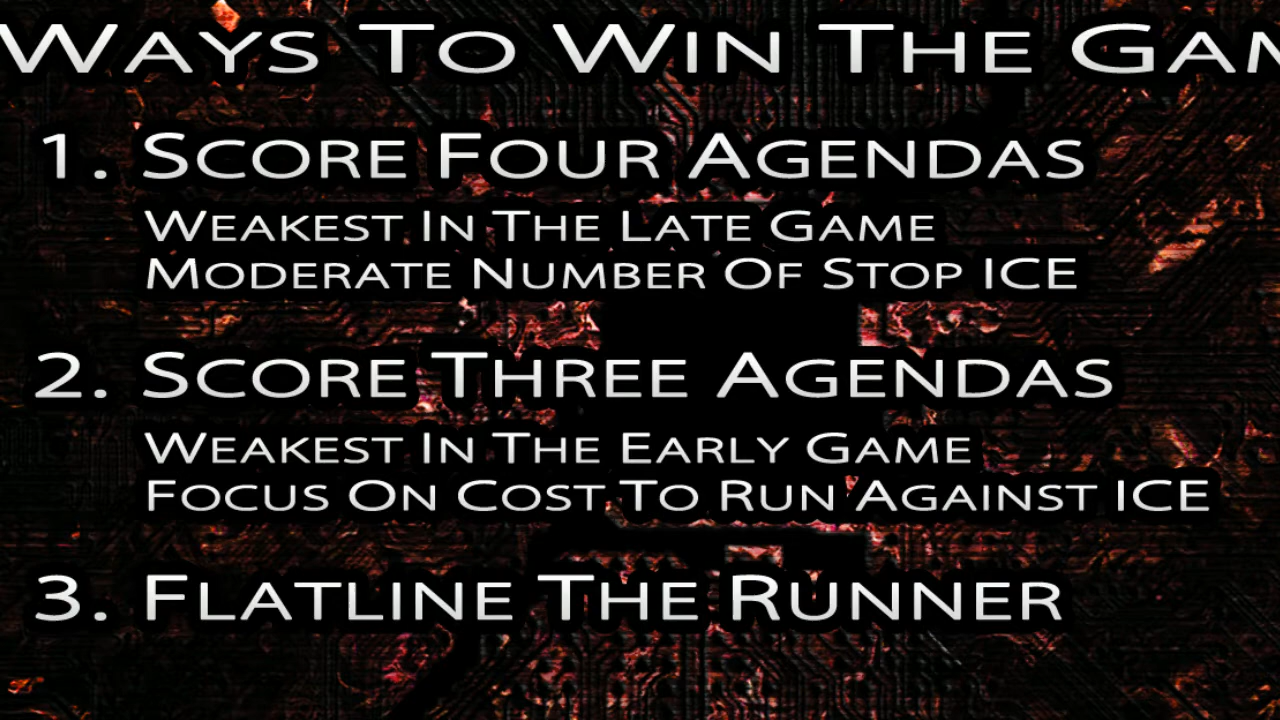 Ways To Win The Gam
1. Score Four Agendas
Weakest In The Late Game
Moderate Number Of Stop ICE
2. Score Three Agendas
Weakest In The Early Game
Focus On Cost To Run Against ICE
3. Flatline The Runner